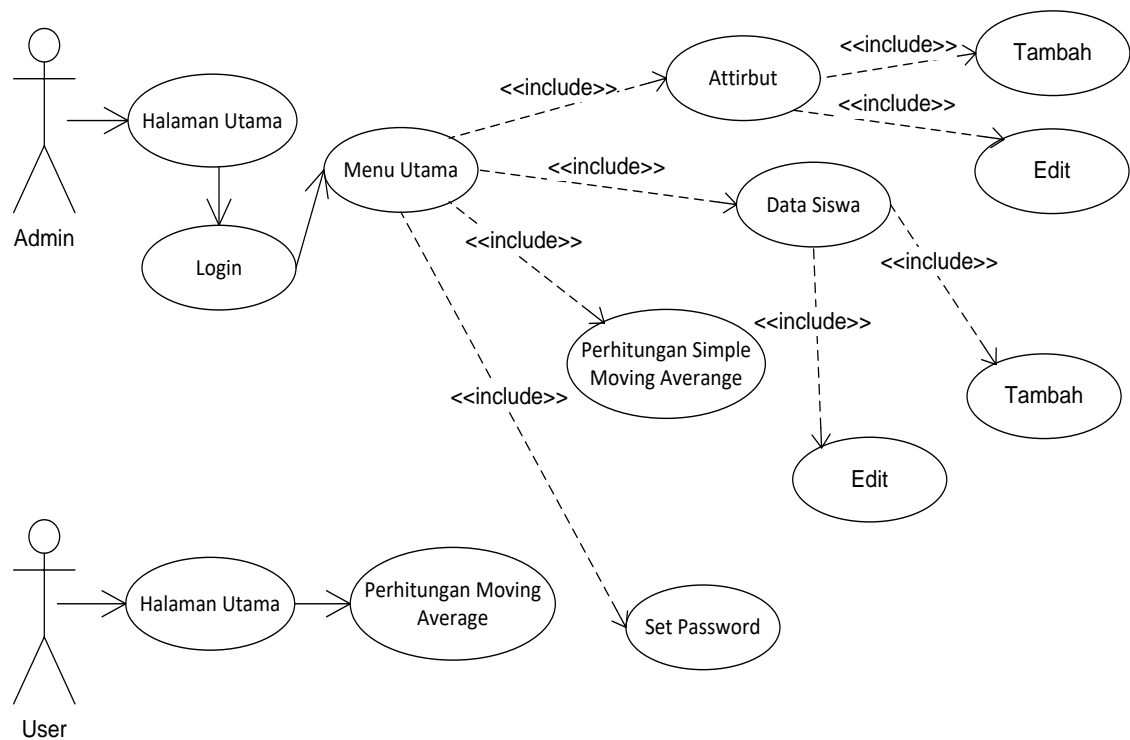 Admin
Halaman Utama
Login
Menu Utama
<<include>>
Attirbut
<<include>>
Tambah
<<include>>
Edit
<<include>>
Data Siswa
<<include>>
Tambah
<<include>>
Edit
<<include>>
Perhitungan Simple
Moving Averange
<<include>>
Set Password
User
Halaman Utama
Perhitungan Moving
Average